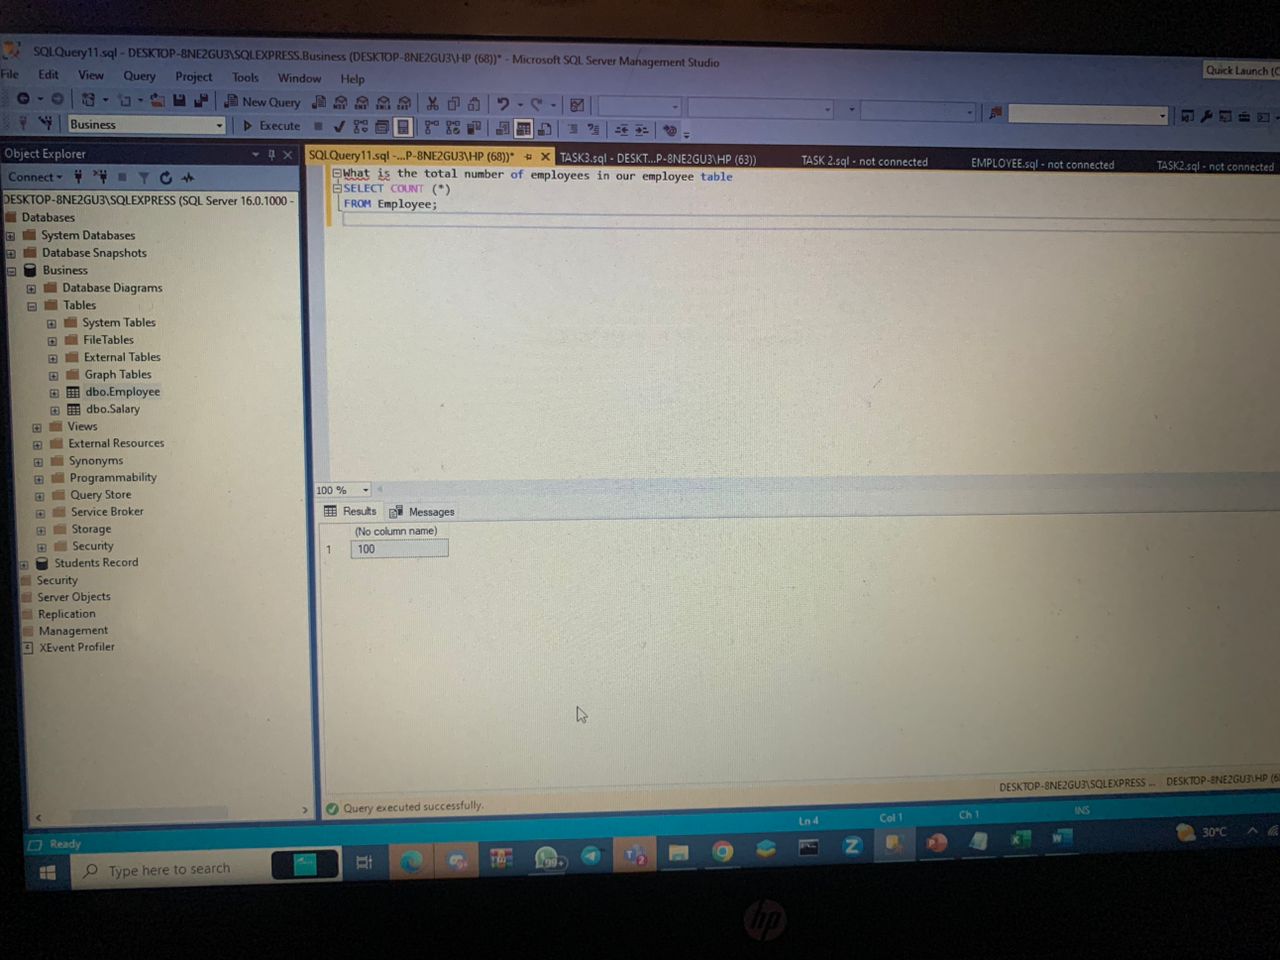 SQLQuery11.sql - DESKTOP-8NE2GU3\SQLEXPRESS.Business (DESKTOP-8NE2GU3\HP (68))* - Microsoft SQL Server Management Studio
Quick Launch (C
File Edit View Query Project Tools Window Help
New Query
Business
Execute
Object Explorer
SQLQuery11.sql -...P-8NE2GU3\HP (68))*
TASK3.sql - DESKT...P-8NE2GU3\HP (63))
TASK 2.sql - not connected
EMPLOYEE.sql - not connected
TASK2.sql - not connected
Connect
DESKTOP-8NE2GU3\SQLEXPRESS (SQL Server 16.0.1000 -
Databases
System Databases
Database Snapshots
Business
Database Diagrams
Tables
System Tables
FileTables
External Tables
Graph Tables
dbo.Employee
dbo.Salary
Views
External Resources
Synonyms
Programmability
Query Store
Service Broker
Storage
Security
Students Record
Security
Server Objects
Replication
Management
XEvent Profiler
What is the total number of employees in our employee table
SELECT COUNT (*)
FROM Employee;
100 %
Results Messages
(No column name)
1 100
Query executed successfully.
DESKTOP-8NE2GU3\SQLEXPRESS ...
DESKTOP-8NE2GU3\HP (6
Ready
Ln 4 Col 1 Ch 1 INS
Type here to search
99+
2
30°C
hp